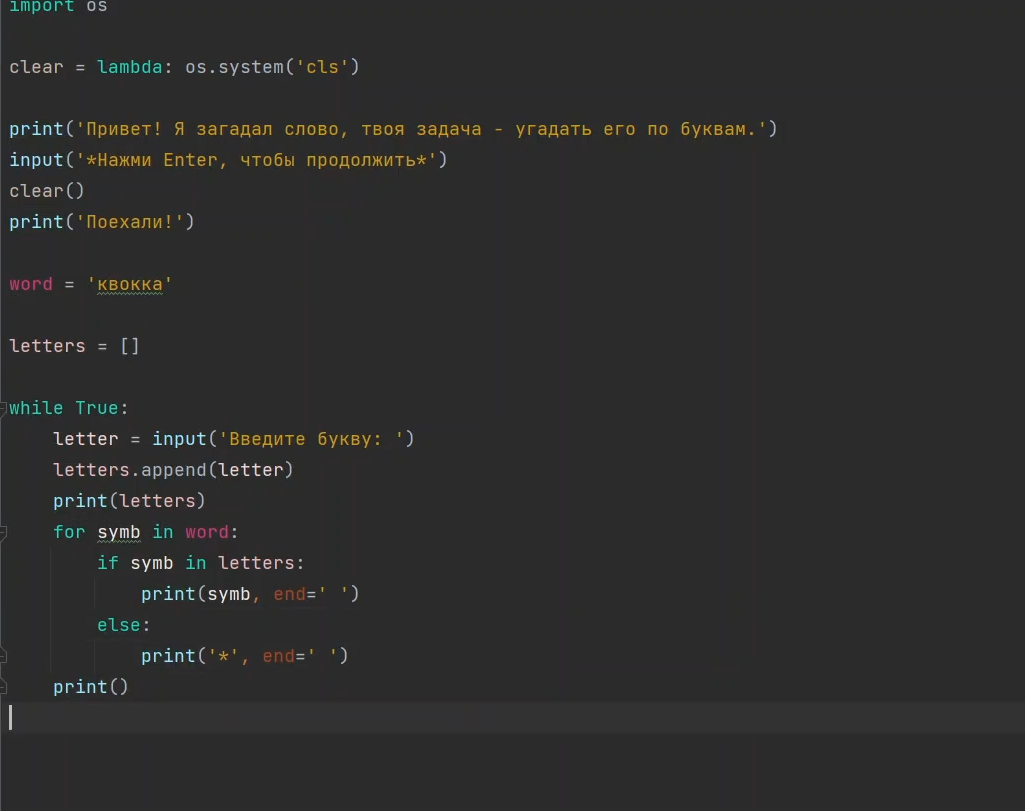 import os
clear = lambda: os.system('cls')
print('Привет! Я загадал слово, твоя задача - угадать его по буквам.')
input('*Нажми Enter, чтобы продолжить*')
clear()
print('Поехали!')
word = 'квокка'
letters = []
while True:
    letter = input('Введите букву: ')
    letters.append(letter)
    print(letters)
    for symb in word:
        if symb in letters:
            print(symb, end=' ')
        else:
            print('*', end=' ')
    print()